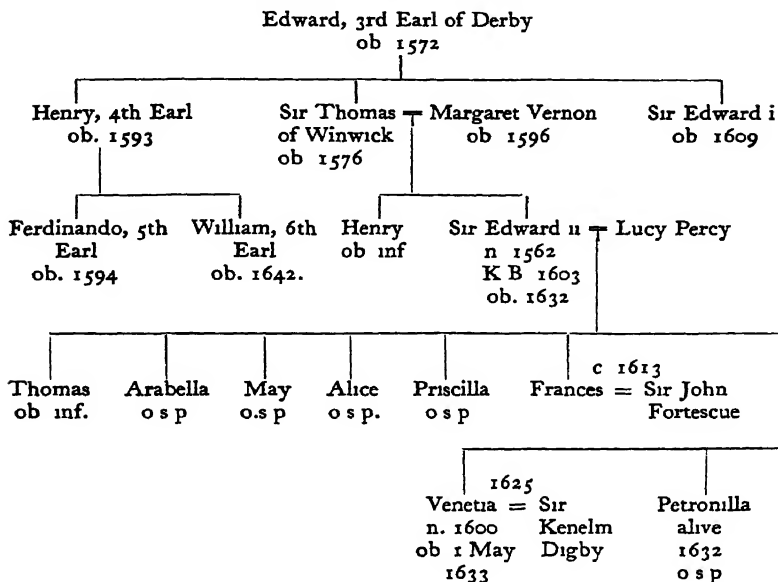 Edward, 3rd Earl of Derby
ob 1572
Henry, 4th Earl
ob. 1593
Sir Thomas = Margaret Vernon
of Winwick
ob 1576
ob 1596
Sir Edward i
ob 1609
Ferdinando, 5th
Earl
ob. 1594
William, 6th
Earl
ob. 1642.
Henry
ob inf
Sir Edward ii = Lucy Percy
n 1562
K B 1603
ob. 1632
Thomas
ob inf.
Arabella
o s p
May
o.s p
Alice
o s p.
Priscilla
o s p
c 1613
Frances = Sir John
Fortescue
1625
Venetia = Sir
n. 1600 Kenelm
ob 1 May Digby
1633
Petronilla
alive
1632
o s p